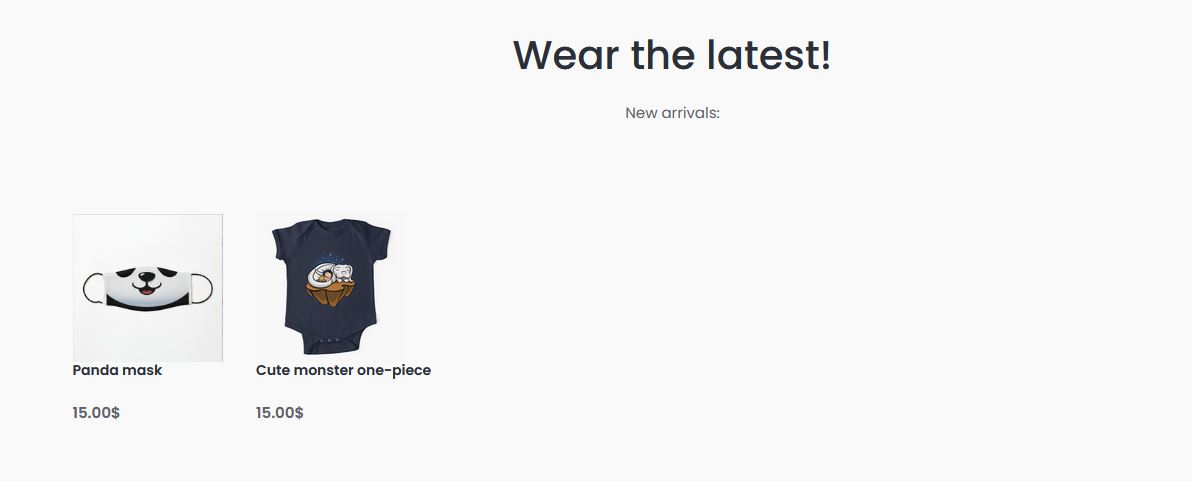 Wear the latest!
New arrivals:
Panda mask
Cute monster one-piece
15.00$
15.00$